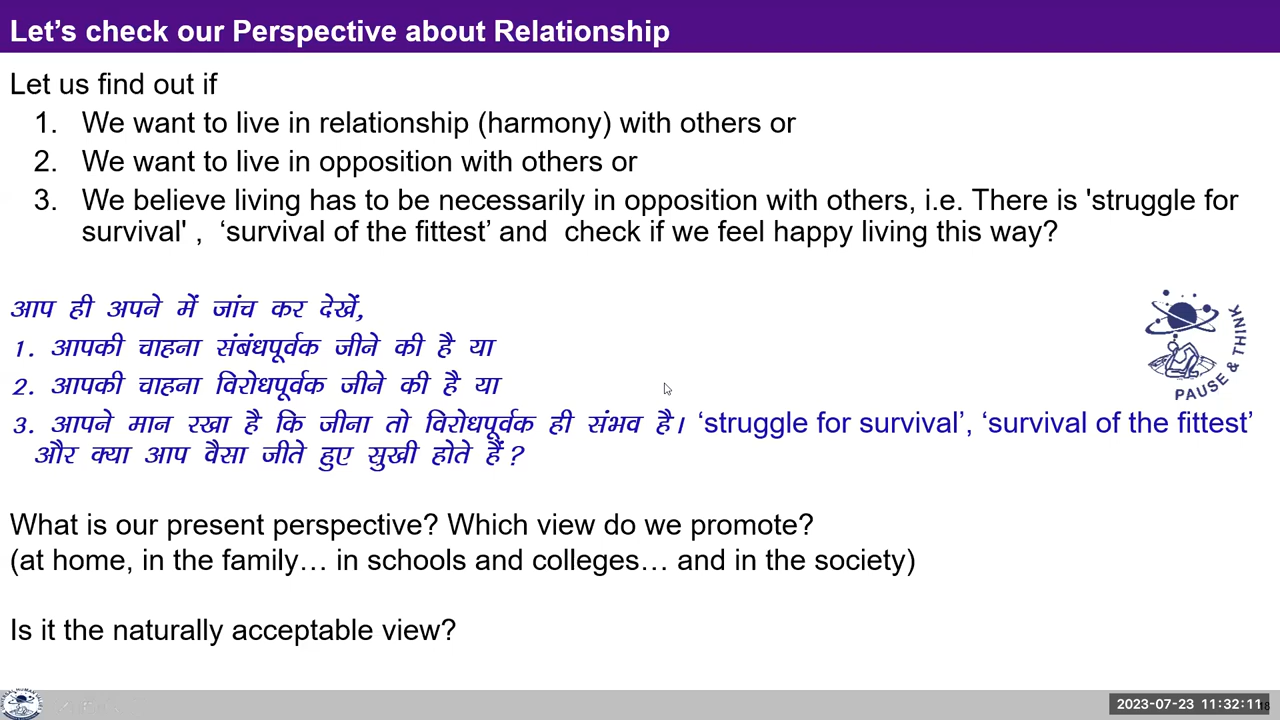 Let's check our Perspective about Relationship
Let us find out if
1. We want to live in relationship (harmony) with others or
2. We want to live in opposition with others or
3. We believe living has to be necessarily in opposition with others, i.e. There is 'struggle for
survival' , ‘survival of the fittest’ and check if we feel happy living this way?
आप ही अपने में जांच कर देखें,
1. आपकी चाहना संबंधपूर्वक जीने की है या
2. आपकी चाहना विरोधपूर्वक जीने की है या
3. आपने मान रखा है कि जीना तो विरोधपूर्वक ही संभव है। ‘struggle for survival’, ‘survival of the fittest’
और क्या आप वैसा जीते हुए सुखी होते हैं ?
PAUSE & THINK
What is our present perspective? Which view do we promote?
(at home, in the family… in schools and colleges… and in the society)
Is it the naturally acceptable view?
2023-07-23 11:32:11
18